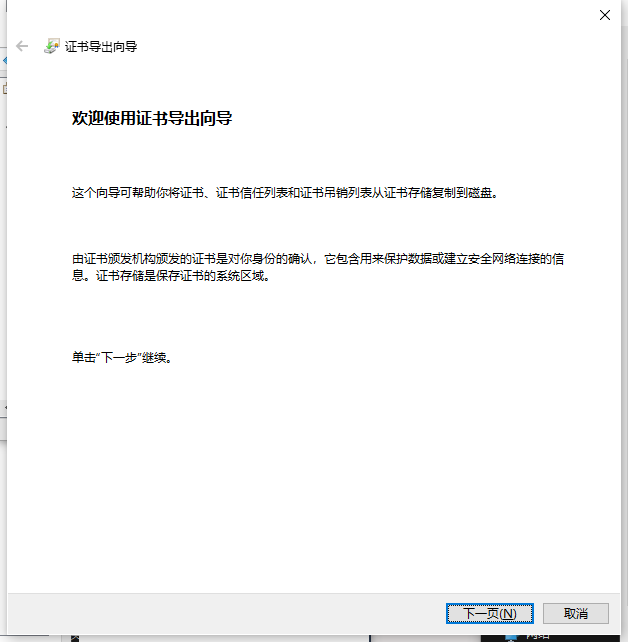 证书导出向导
欢迎使用证书导出向导
这个向导可帮助你将证书、证书信任列表和证书吊销列表从证书存储复制到磁盘。
由证书颁发机构颁发的证书是对你身份的确认，它包含用来保护数据或建立安全网络连接的信
息。证书存储是保存证书的系统区域。
单击"下一步"继续。
下一页(N)
取消